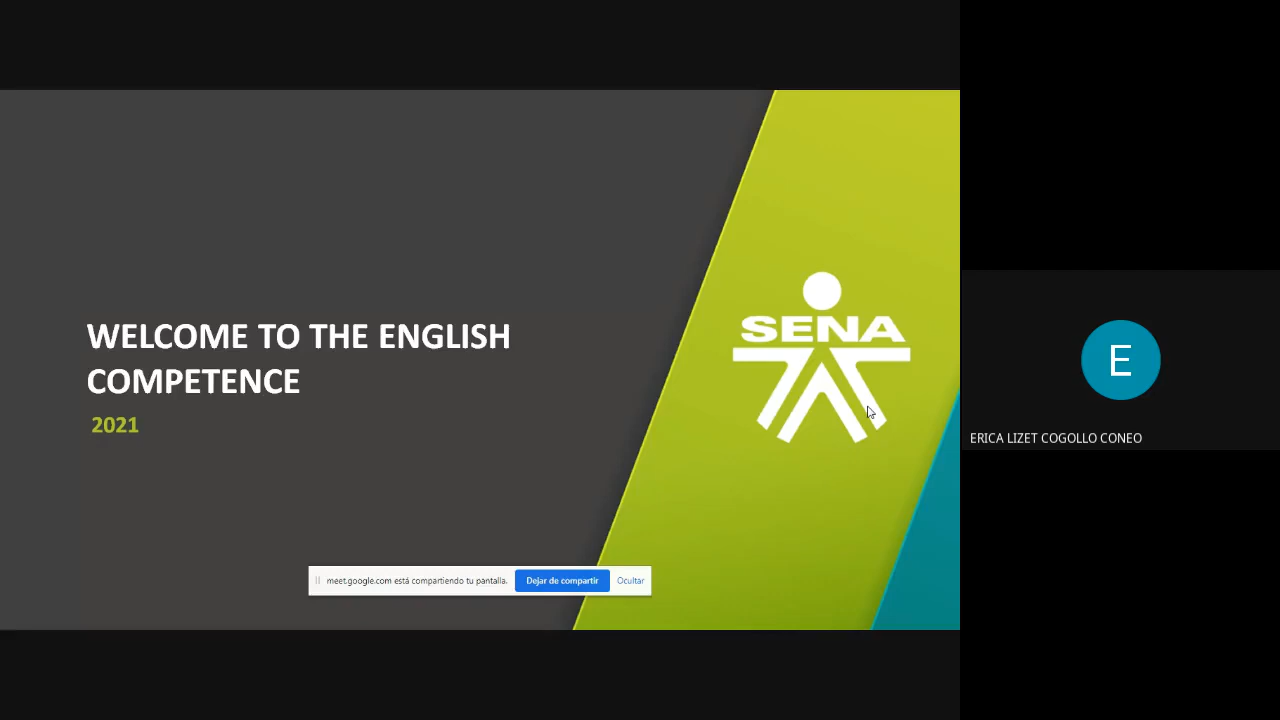 SENA
WELCOME TO THE ENGLISH
COMPETENCE
2021
E
ERICA LIZET COGOLLO CONEO
meet.google.com está compartiendo tu pantalla.
Dejar de compartir
Ocultar